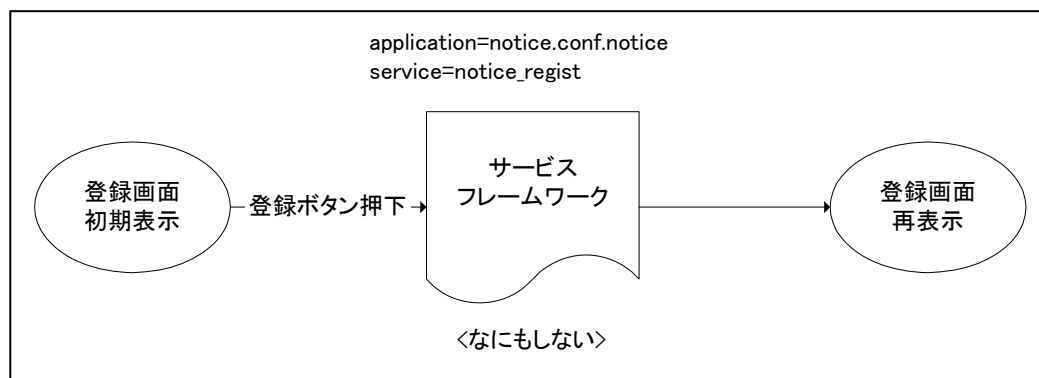 application=notice.conf.notice
service=notice_regist
登録画面
初期表示
登録ボタン押下
サービス
フレームワーク
登録画面
再表示
<なにもしない>